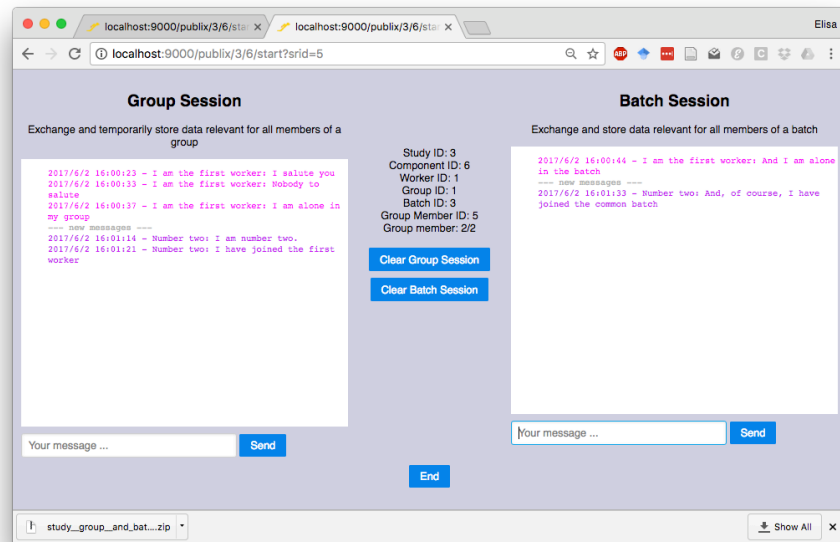 localhost:9000/publix/3/6/sta
localhost:9000/publix/3/6/star
Elisa
localhost:9000/publix/3/6/start?srid=5
ABP
Group Session
Exchange and temporarily store data relevant for all members of a
group
2017/6/2 16:00:23 - I am the first worker: I salute you
2017/6/2 16:00:33 - I am the first worker: Nobody to
salute
2017/6/2 16:00:37 - I am the first worker: I am alone in
my group
--- new messages ---
2017/6/2 16:01:14 - Number two: I am number two.
2017/6/2 16:01:21 - Number two: I have joined the first
worker
Your message ...
Send
Study ID: 3
Component ID: 6
Worker ID: 1
Group ID: 1
Batch ID: 3
Group Member ID: 5
Group member: 2/2
Clear Group Session
Clear Batch Session
End
Batch Session
Exchange and store data relevant for all members of a batch
2017/6/2 16:00:44 - I am the first worker: And I am alone
in the batch
--- new messages ---
2017/6/2 16:01:33 - Number two: And, of course, I have
joined the common batch
Your message ...
Send
study_group_and_bat....zip
Show All